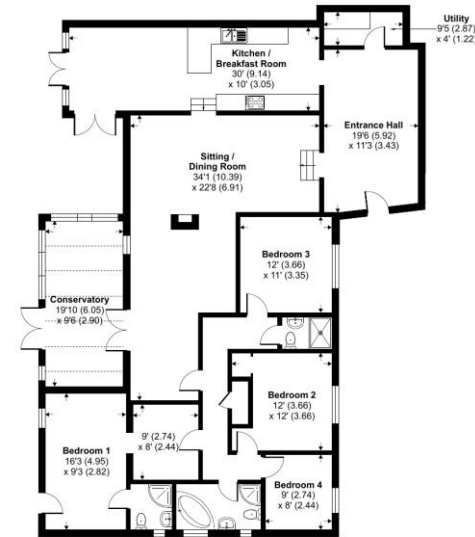 Utility
9'5 (2.87)
x 4' (1.22)
Kitchen /
Breakfast Room
30' (9.14)
x 10' (3.05)
Entrance Hall
19'6 (5.92)
x 11'3 (3.43)
Sitting /
Dining Room
34'1 (10.39)
x 22'8 (6.91)
Bedroom 3
12' (3.66)
x 11' (3.35)
Conservatory
19'10 (6.05)
x 9'6 (2.90)
Bedroom 2
12' (3.66)
x 12' (3.66)
9' (2.74)
x 8' (2.44)
Bedroom 1
16'3 (4.95)
x 9'3 (2.82)
Bedroom 4
9' (2.74)
x 8' (2.44)